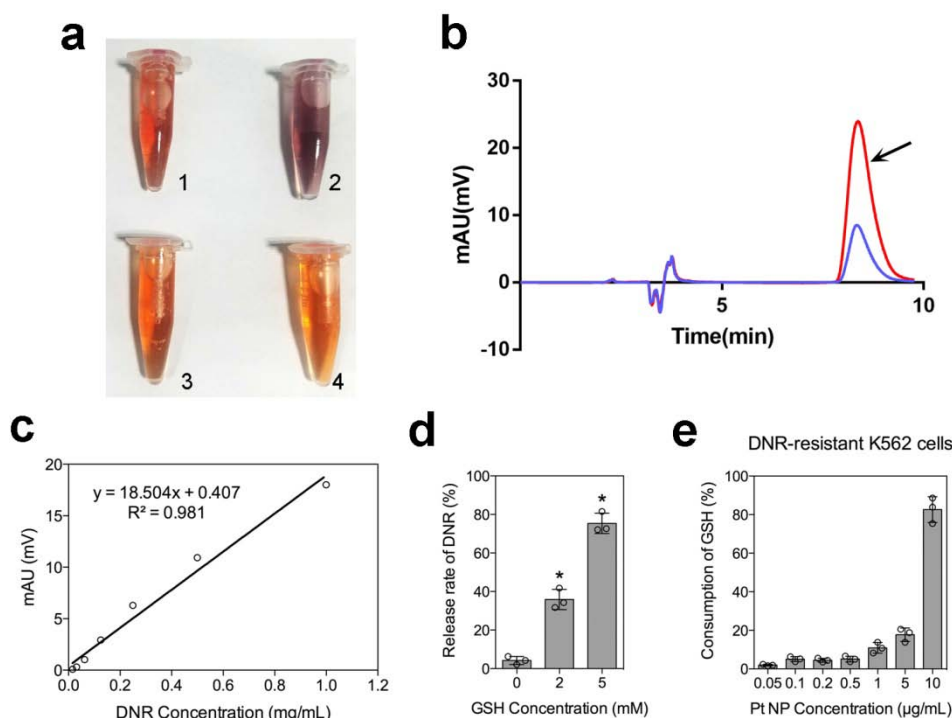 a
1
2
3
4
b
30
20
10
0
-10
mAU(mV)
5
10
Time(min)
c
20
15
10
5
0
mAU (mV)
y = 18.504x + 0.407
R² = 0.981
0.0 0.2 0.4 0.6 0.8 1.0 1.2
DNR Concentration (mg/mL)
d
100
80
60
40
20
0
Release rate of DNR (%)
*
*
0 2 5
GSH Concentration (mM)
e
DNR-resistant K562 cells
100
80
60
40
20
0
Consumption of GSH (%)
0.05 0.1 0.2 0.5 1 5 10
Pt NP Concentration (μg/mL)